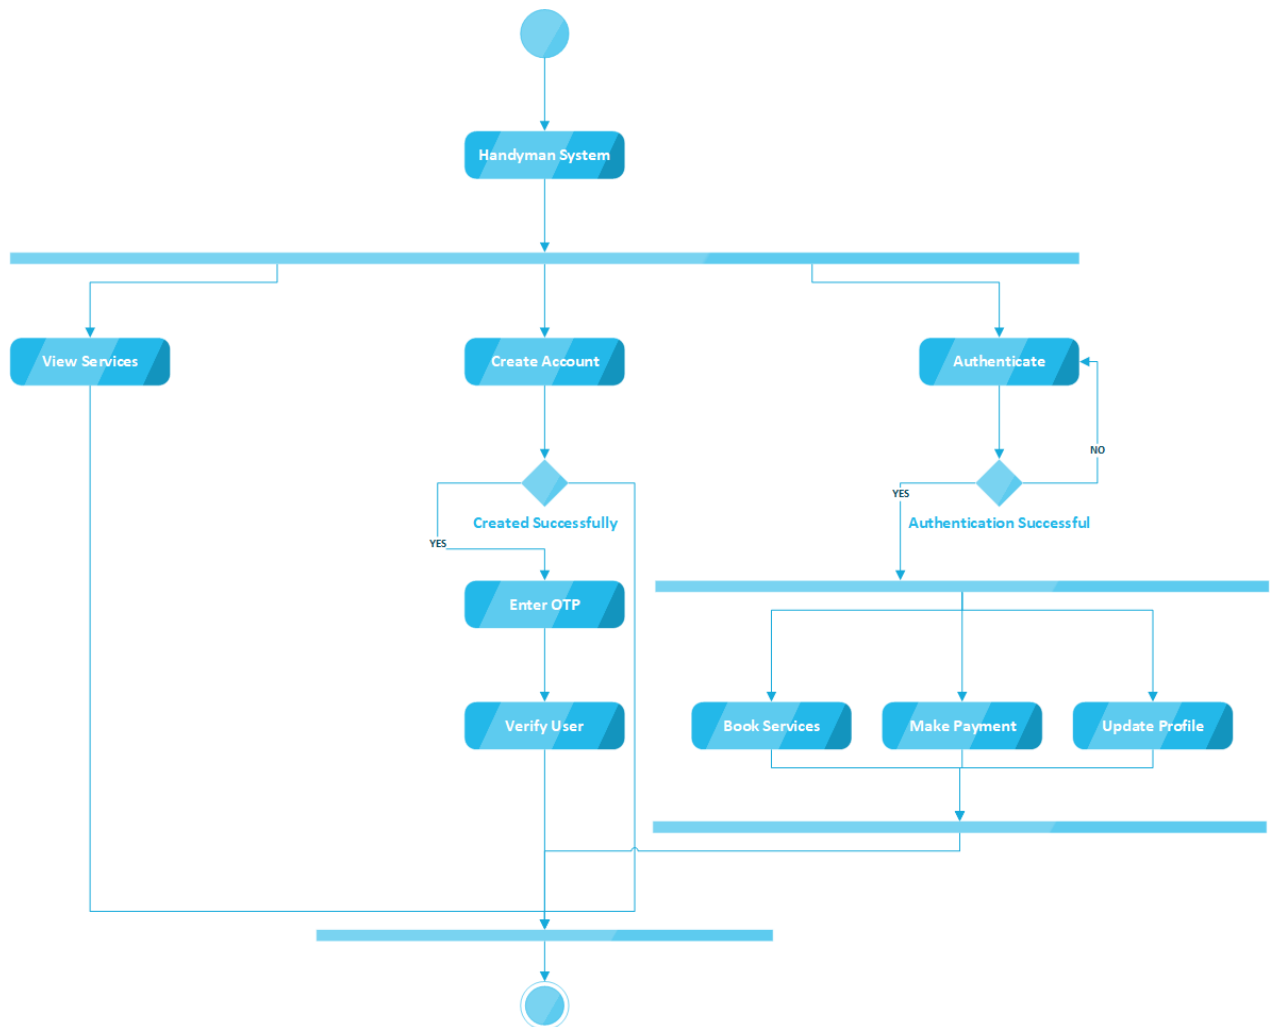 Handyman System
View Services
Create Account
Authenticate
NO
YES
Created Successfully
Authentication Successful
YES
Enter OTP
Verify User
Book Services
Make Payment
Update Profile